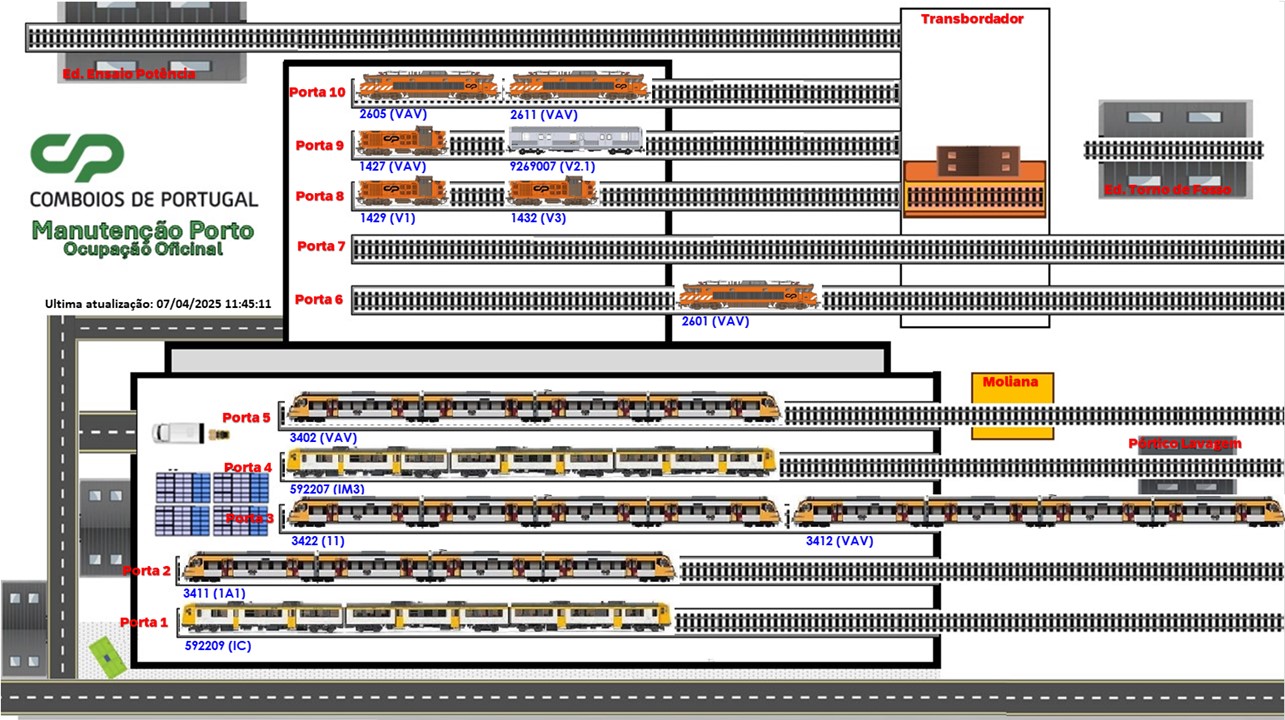 Transbordador
Ed. Ensaio Potência
Porta 10
2605 (VAV)
2611 (VAV)
Porta 9
1427 (VAV)
9269007 (V2.1)
Ed. Torno de Fosso
CP
COMBOIOS DE PORTUGAL
Manutenção Porto
Ocupação Oficinal
Porta 8
1429 (V1)
1432 (V3)
Porta 7
Ultima atualização: 07/04/2025 11:45:11
Porta 6
2601 (VAV)
Moliana
Porta 5
3402 (VAV)
Pórtico Lavagem
Porta 4
592207 (IM3)
Porta 3
3422 (11)
3412 (VAV)
Porta 2
3411 (1A1)
Porta 1
592209 (IC)